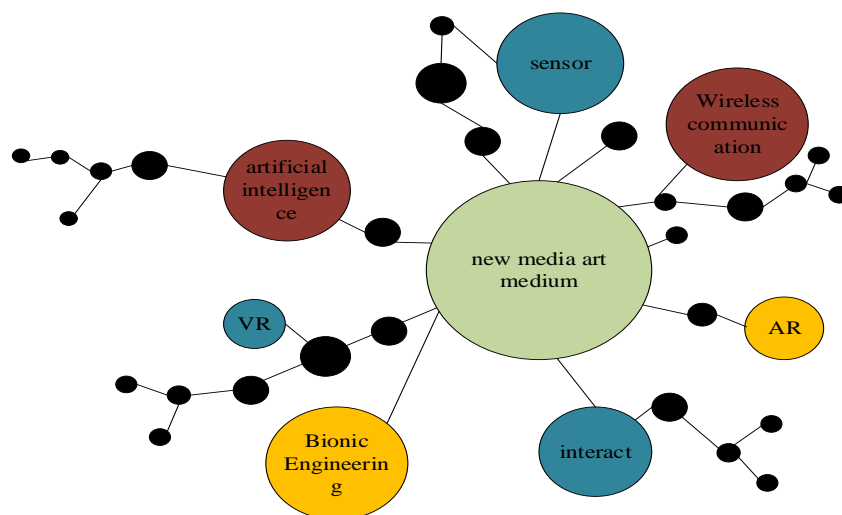 sensor
Wireless
communic
ation
artificial
intelligen
ce
new media art
medium
VR
AR
Bionic
Engineerin
g
interact